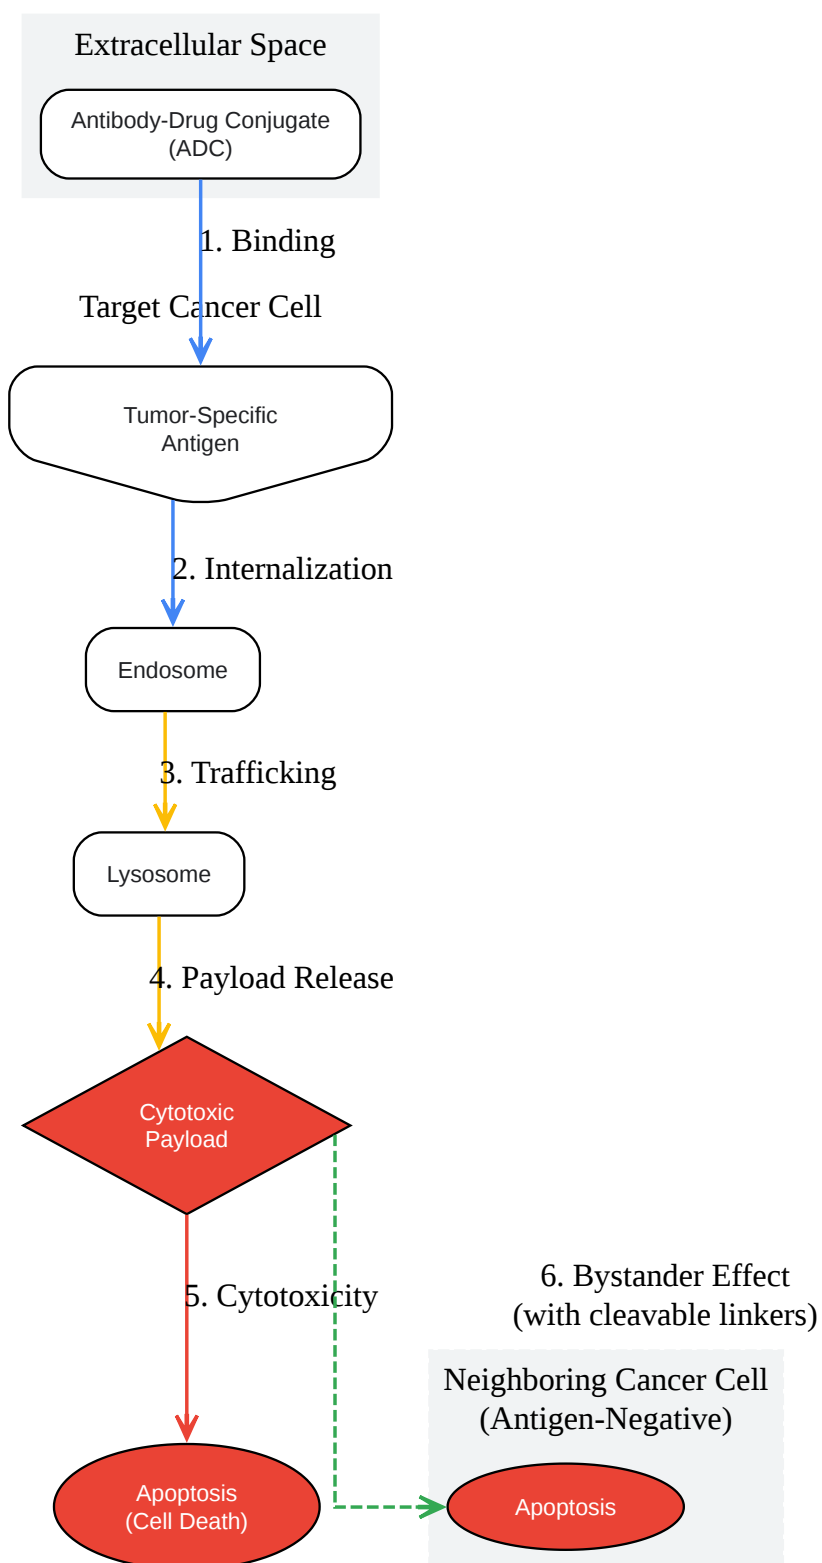 Extracellular Space
Antibody-Drug Conjugate
(ADC)
1. Binding
Target Cancer Cell
Tumor-Specific
Antigen
2. Internalization
Endosome
3. Trafficking
Lysosome
4. Payload Release
Cytotoxic
Payload
5. Cytotoxicity
6. Bystander Effect
(with cleavable linkers)
Neighboring Cancer Cell
(Antigen-Negative)
Apoptosis
(Cell Death)
Apoptosis